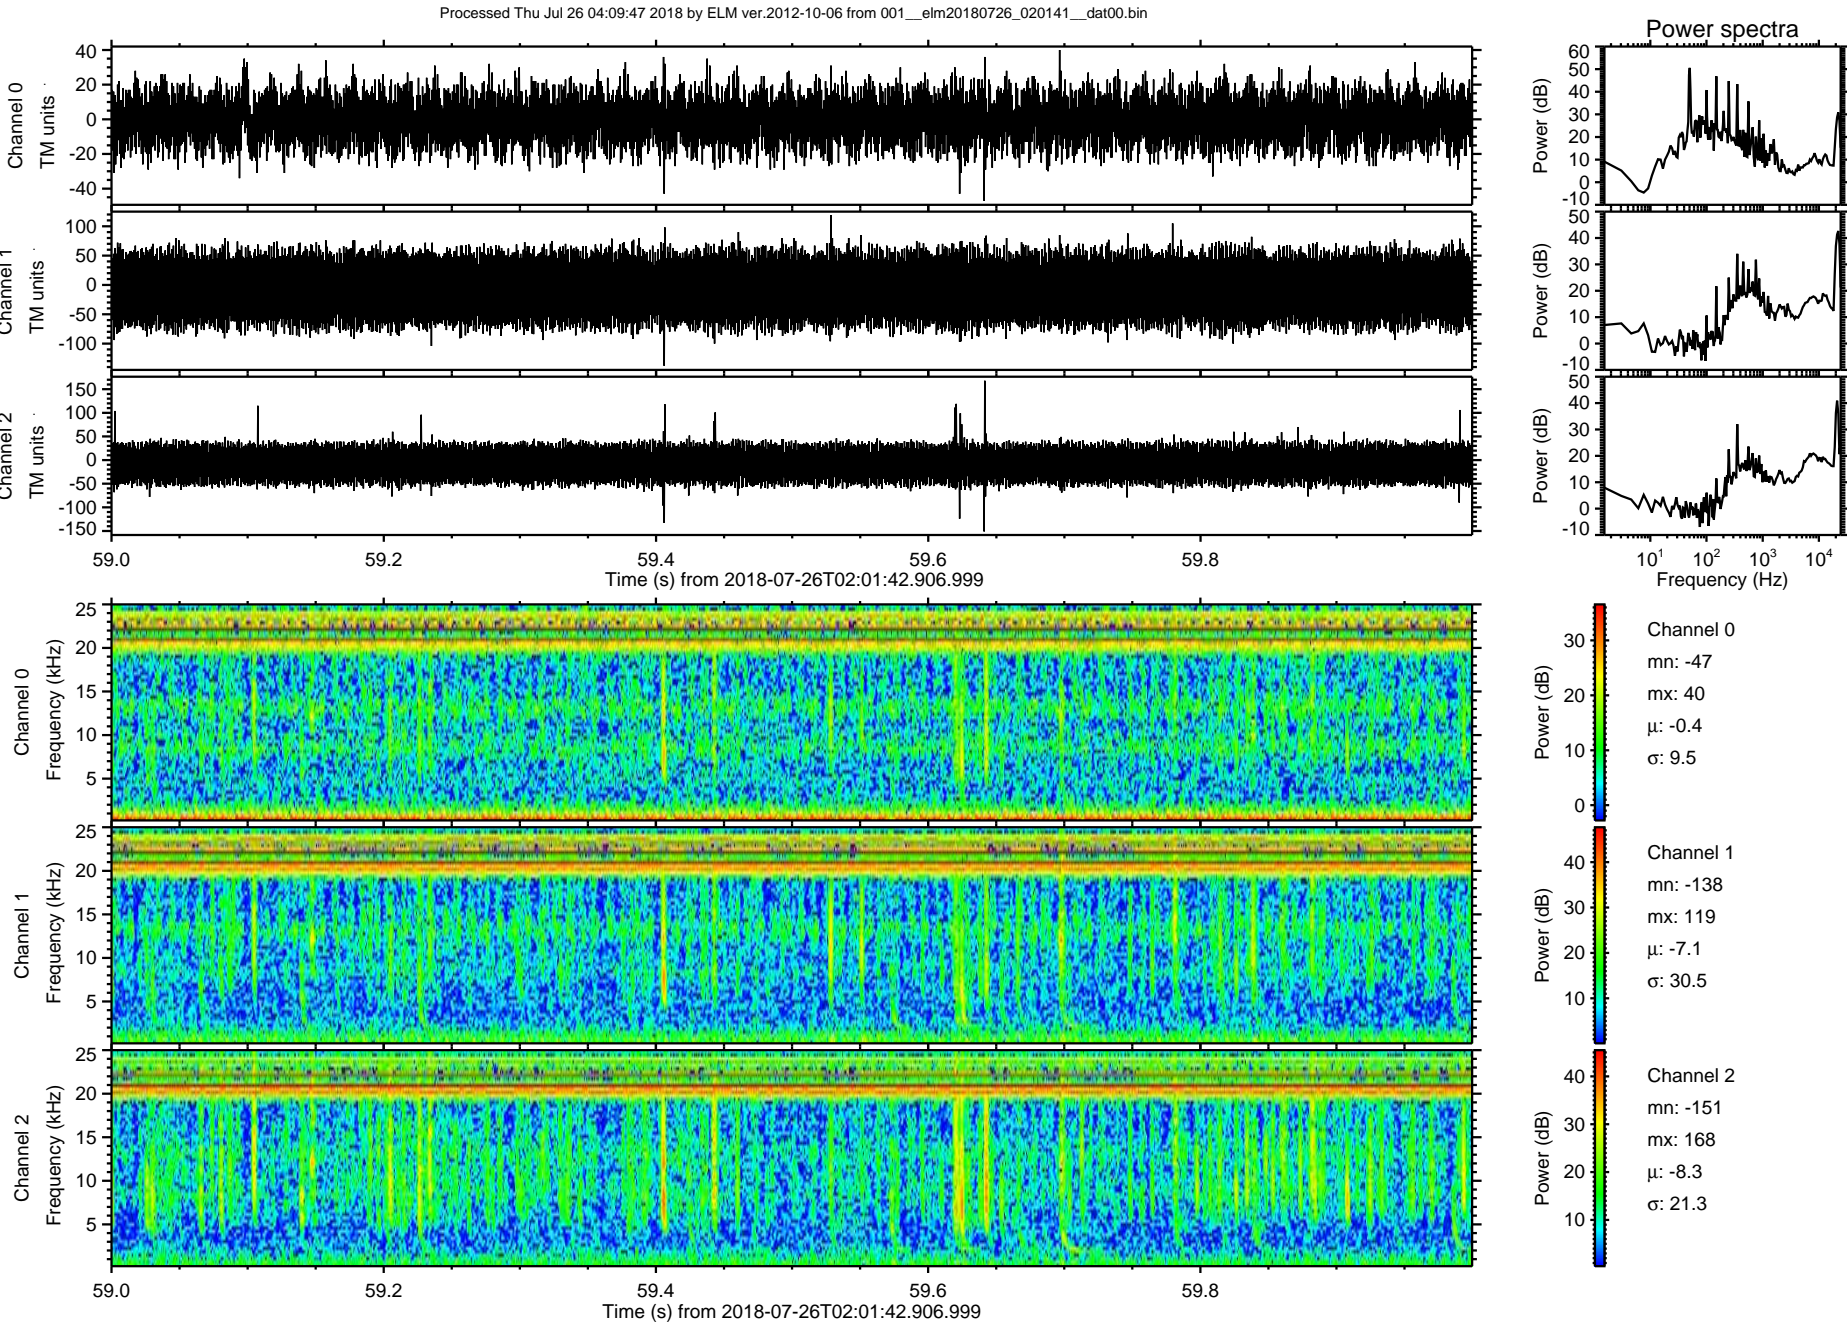 Processed Thu Jul 26 04:09:47 2018 by ELM ver.2012-10-06 from 001__elm20180726_020141__dat00.bin
Power spectra
Channel 0
TM units
40
20
0
-20
-40
Power (dB)
60
50
40
30
20
10
0
-10
Channel 1
TM units
100
50
0
-50
-100
Power (dB)
50
40
30
20
10
0
-10
Channel 2
TM units
150
100
50
0
-50
-100
-150
Power (dB)
50
40
30
20
10
0
-10
59.0 59.2 59.4 59.6 59.8
Time (s) from 2018-07-26T02:01:42.906.999
10^1 10^2 10^3 10^4
Frequency (Hz)
Channel 0
Frequency (kHz)
25
20
15
10
5
Power (dB)
30
20
10
0
Channel 0
mn: -47
mx: 40
μ: -0.4
σ: 9.5
Channel 1
Frequency (kHz)
25
20
15
10
5
Power (dB)
40
30
20
10
Channel 1
mn: -138
mx: 119
μ: -7.1
σ: 30.5
Channel 2
Frequency (kHz)
25
20
15
10
5
Power (dB)
40
30
20
10
Channel 2
mn: -151
mx: 168
μ: -8.3
σ: 21.3
59.0 59.2 59.4 59.6 59.8
Time (s) from 2018-07-26T02:01:42.906.999